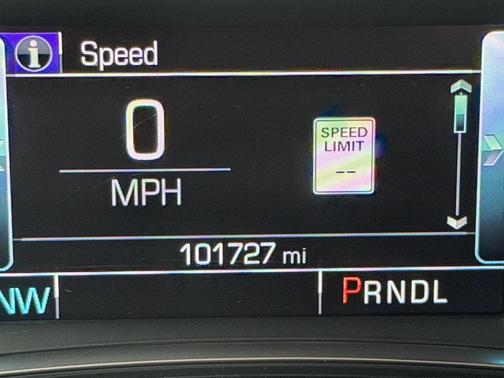 i Speed
0
MPH
SPEED
LIMIT
--
101727 mi
NW PRNDL